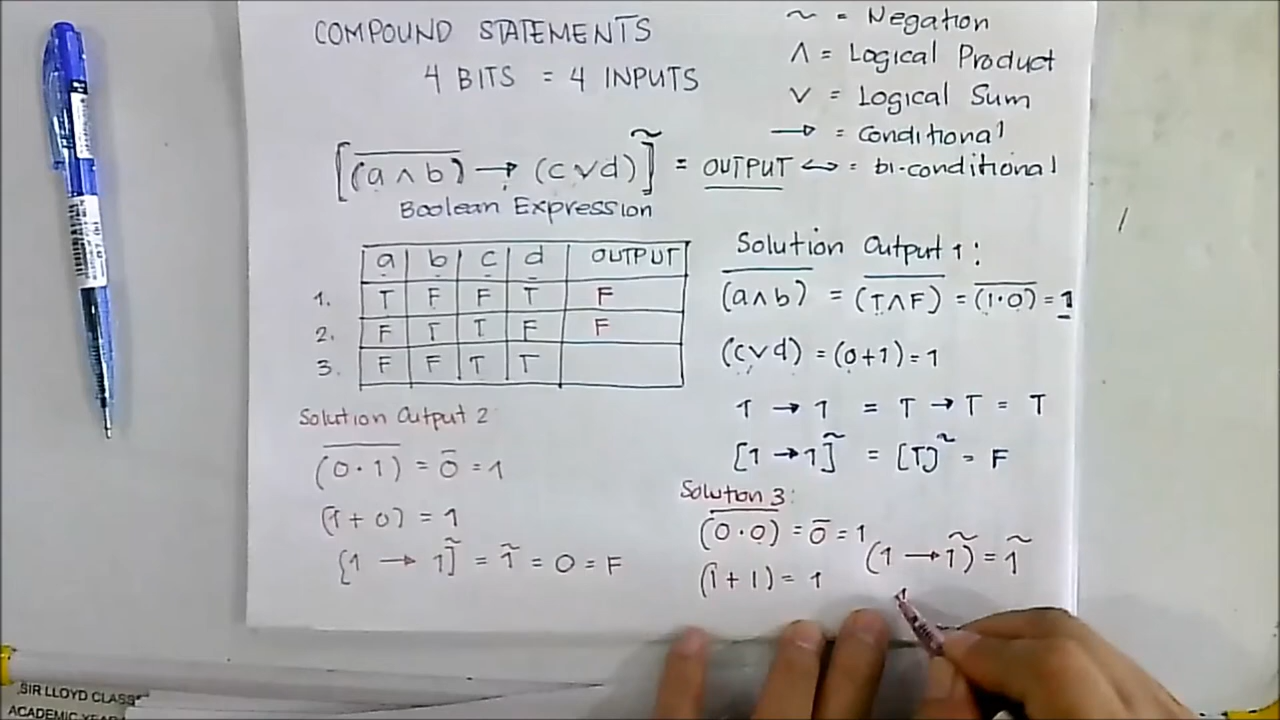 COMPOUND STATEMENTS
4 BITS = 4 INPUTS
~ = Negation
∧ = Logical Product
∨ = Logical Sum
→ = Conditional
↔ = bi-conditional
[(a∧b)‾ → (c∨d)]~ = OUTPUT
Boolean Expression
a b c d OUTPUT
1. T F F T F
2. F T T F F
3. F F T T
Solution Output 1:
(a∧b)‾ = (T∧F)‾ = (1·0)‾ = 1
(c∨d) = (0+1) = 1
1 → 1 = T → T = T
[1 → 1]~ = [T]~ = F
Solution Output 2
(0·1)‾ = 0̅ = 1
(1+0) = 1
[1 → 1]~ = 1̃ = 0 = F
Solution 3:
(0·0)‾ = 0̅ = 1
(1+1) = 1
(1 → 1)~ = 1̃
SIR LLOYD CLASS